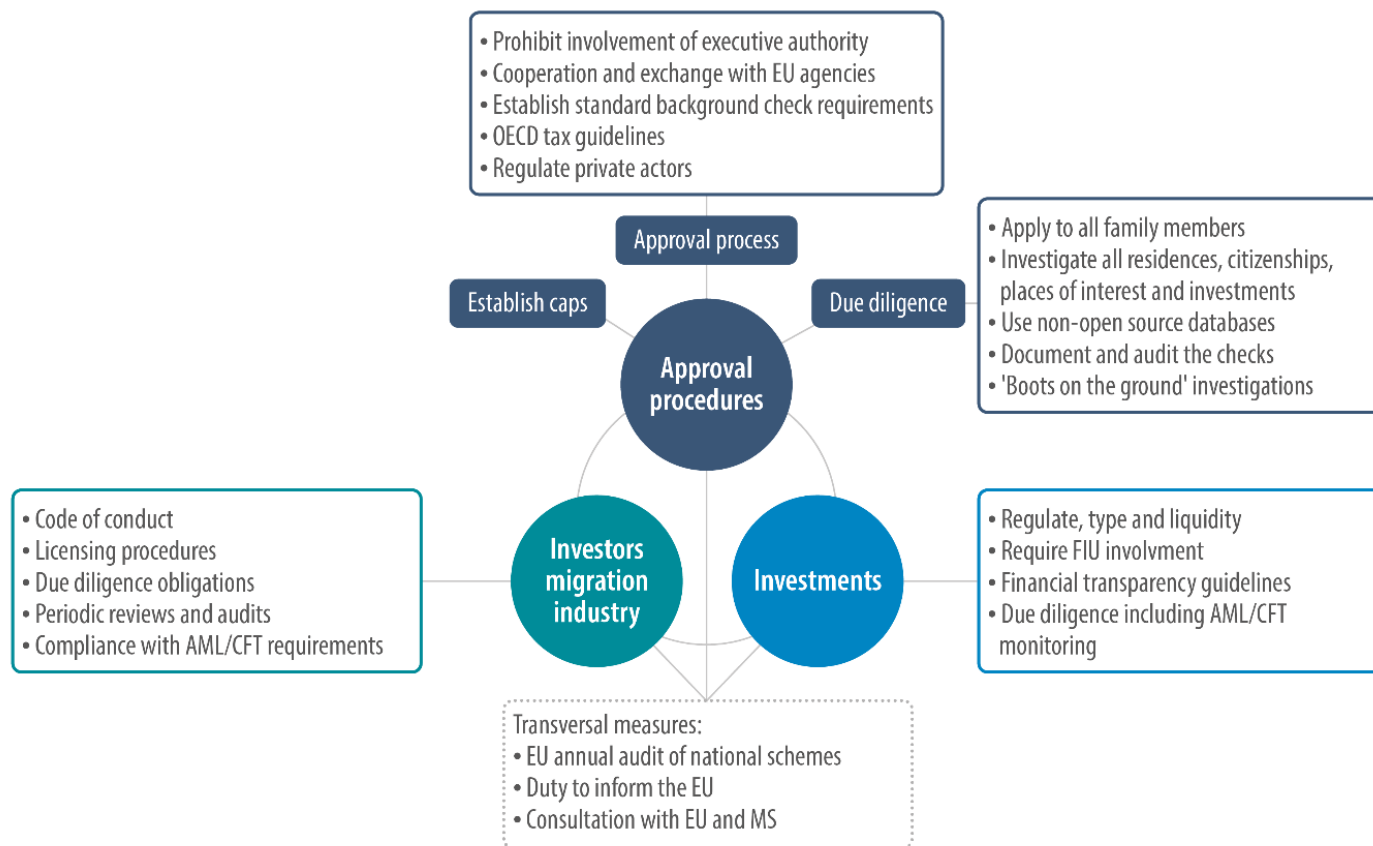 • Prohibit involvement of executive authority
• Cooperation and exchange with EU agencies
• Establish standard background check requirements
• OECD tax guidelines
• Regulate private actors
Approval process
Establish caps
Due diligence
• Apply to all family members
• Investigate all residences, citizenships,
places of interest and investments
• Use non-open source databases
• Document and audit the checks
• 'Boots on the ground' investigations
Approval
procedures
• Code of conduct
• Licensing procedures
• Due diligence obligations
• Periodic reviews and audits
• Compliance with AML/CFT requirements
Investors
migration
industry
Investments
• Regulate, type and liquidity
• Require FIU involvment
• Financial transparency guidelines
• Due diligence including AML/CFT
monitoring
Transversal measures:
• EU annual audit of national schemes
• Duty to inform the EU
• Consultation with EU and MS